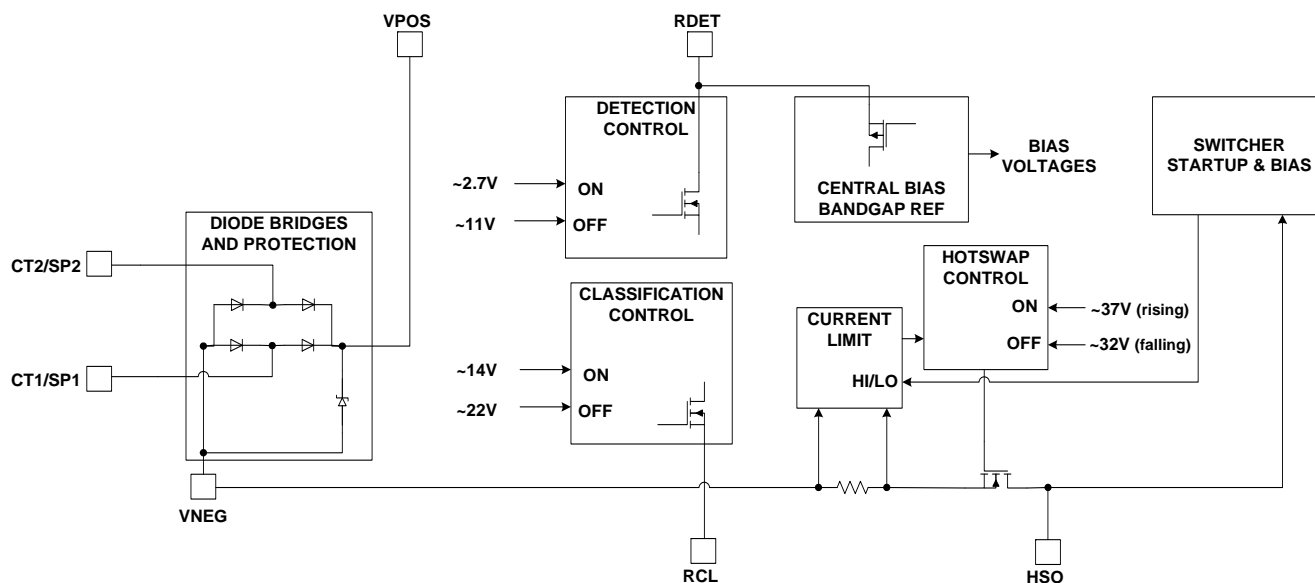 VPOS
RDET
DETECTION
CONTROL
~2.7V
ON
~11V
OFF
CENTRAL BIAS
BANDGAP REF
BIAS
VOLTAGES
SWITCHER
STARTUP & BIAS
DIODE BRIDGES
AND PROTECTION
CT2/SP2
CT1/SP1
VNEG
CLASSIFICATION
CONTROL
~14V
ON
~22V
OFF
RCL
CURRENT
LIMIT
HI/LO
HOTSWAP
CONTROL
ON
~37V (rising)
OFF
~32V (falling)
HSO